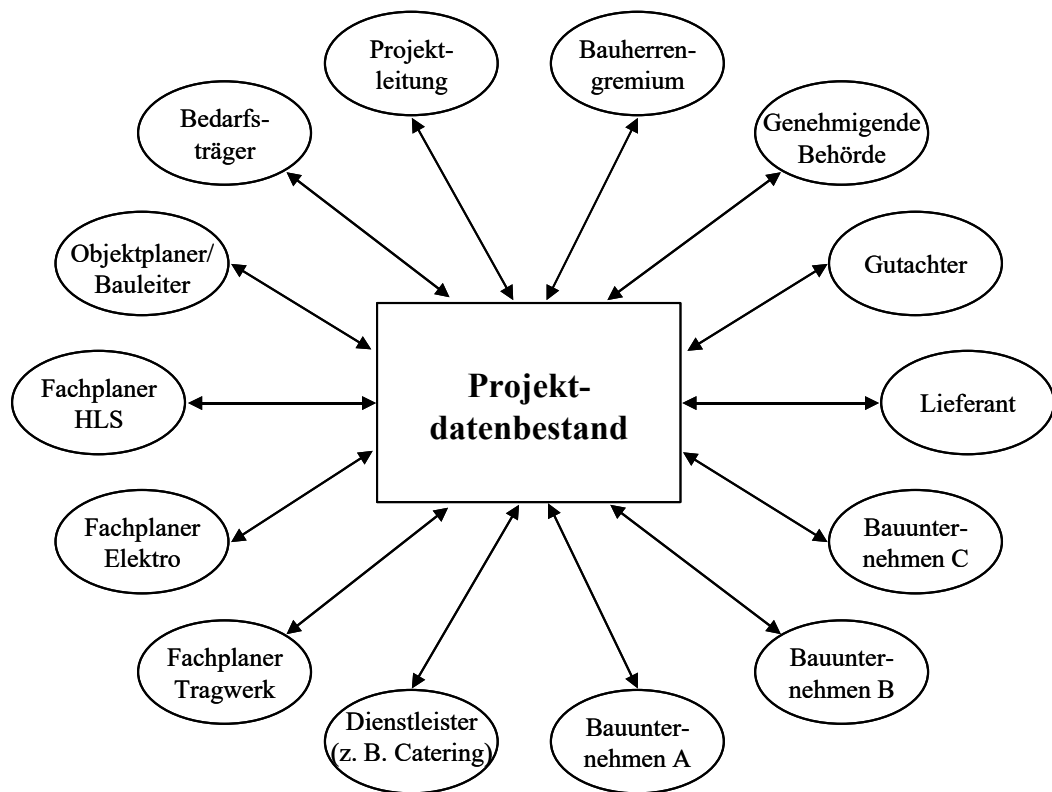 Projekt-
leitung
Bauherren-
gremium
Bedarfs-
träger
Genehmigende
Behörde
Objektplaner/
Bauleiter
Gutachter
Fachplaner
HLS
Projekt-
datenbestand
Lieferant
Fachplaner
Elektro
Bauunter-
nehmen C
Fachplaner
Tragwerk
Bauunter-
nehmen B
Dienstleister
(z. B. Catering)
Bauunter-
nehmen A